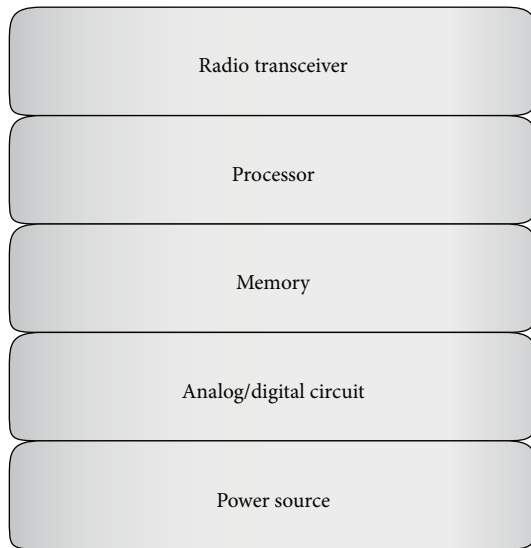 Radio transceiver
Processor
Memory
Analog/digital circuit
Power source